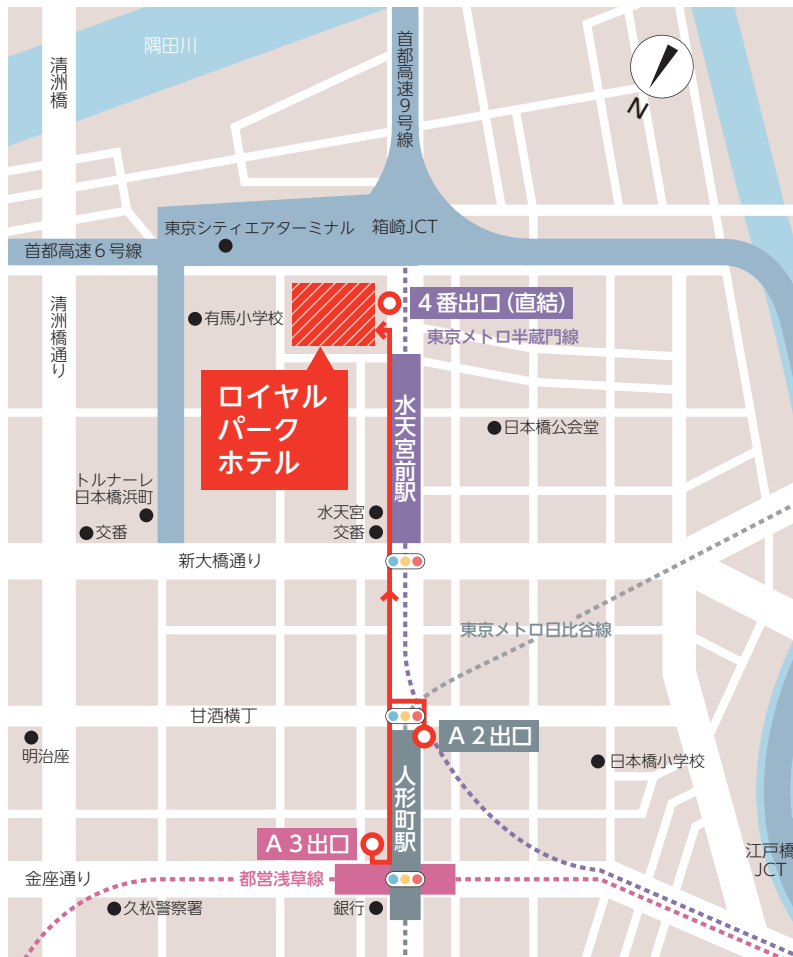 隅田川
清洲橋
首都高速9号線
N
東京シティエアターミナル
箱崎JCT
首都高速6号線
清洲橋通り
有馬小学校
4番出口(直結)
東京メトロ半蔵門線
ロイヤル
パーク
ホテル
水天宮前駅
日本橋公会堂
トルナーレ
日本橋浜町
交番
水天宮
交番
新大橋通り
東京メトロ日比谷線
甘酒横丁
明治座
A2出口
日本橋小学校
人形町駅
A3出口
江戸橋
JCT
金座通り
都営浅草線
久松警察署
銀行